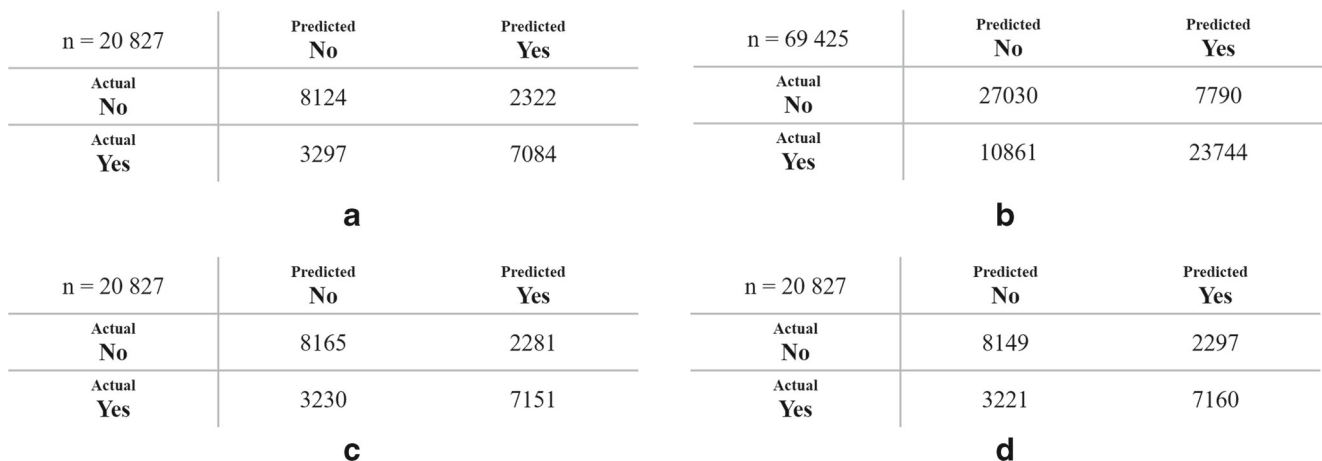 n = 20 827 Predicted No Predicted Yes
Actual No 8124 2322
Actual Yes 3297 7084
a
n = 69 425 Predicted No Predicted Yes
Actual No 27030 7790
Actual Yes 10861 23744
b
n = 20 827 Predicted No Predicted Yes
Actual No 8165 2281
Actual Yes 3230 7151
c
n = 20 827 Predicted No Predicted Yes
Actual No 8149 2297
Actual Yes 3221 7160
d